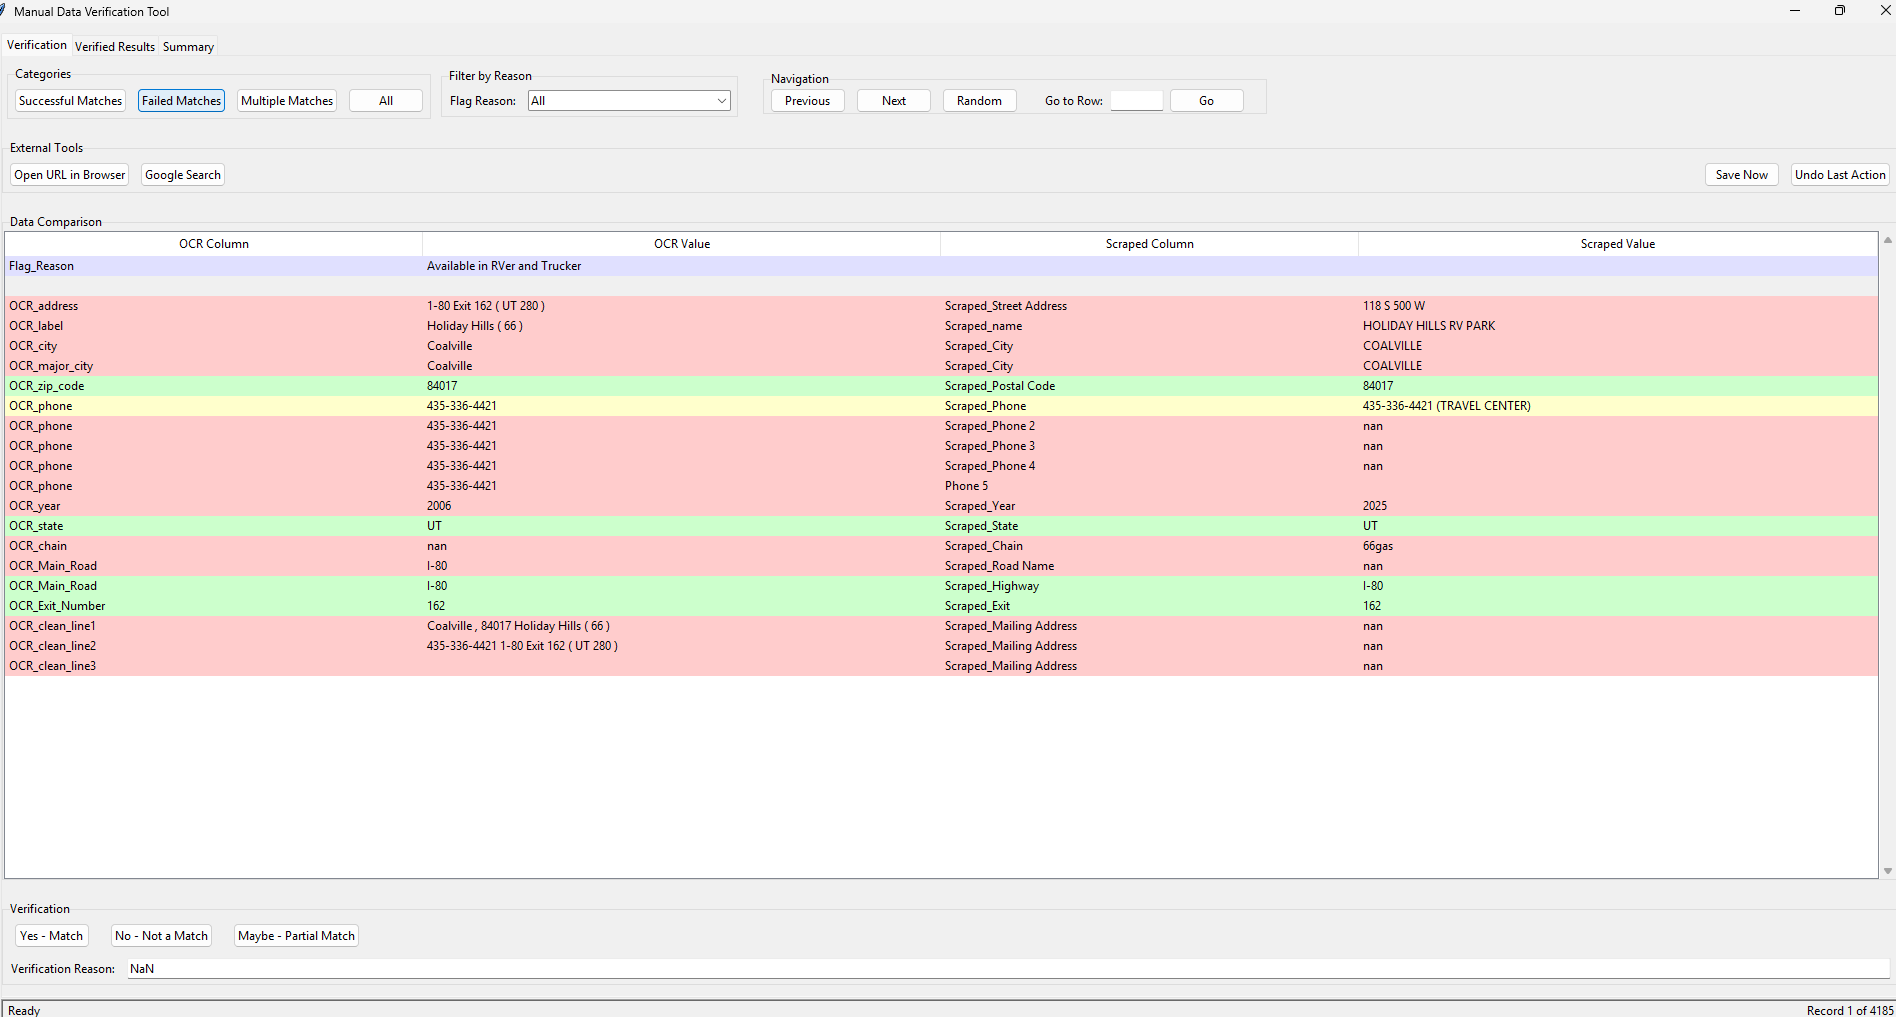 Manual Data Verification Tool
Verification Verified Results Summary
Categories
Successful Matches Failed Matches Multiple Matches All
Filter by Reason
Flag Reason: All
Navigation
Previous Next Random Go to Row: Go
External Tools
Open URL in Browser Google Search Save Now Undo Last Action
Data Comparison
OCR Column OCR Value Scraped Column Scraped Value
Flag_Reason Available in RVer and Trucker
OCR_address 1-80 Exit 162 ( UT 280 ) Scraped_Street Address 118 S 500 W
OCR_label Holiday Hills ( 66 ) Scraped_name HOLIDAY HILLS RV PARK
OCR_city Coalville Scraped_City COALVILLE
OCR_major_city Coalville Scraped_City COALVILLE
OCR_zip_code 84017 Scraped_Postal Code 84017
OCR_phone 435-336-4421 Scraped_Phone 435-336-4421 (TRAVEL CENTER)
OCR_phone 435-336-4421 Scraped_Phone 2 nan
OCR_phone 435-336-4421 Scraped_Phone 3 nan
OCR_phone 435-336-4421 Scraped_Phone 4 nan
OCR_phone 435-336-4421 Phone 5
OCR_year 2006 Scraped_Year 2025
OCR_state UT Scraped_State UT
OCR_chain nan Scraped_Chain 66gas
OCR_Main_Road I-80 Scraped_Road Name nan
OCR_Main_Road I-80 Scraped_Highway I-80
OCR_Exit_Number 162 Scraped_Exit 162
OCR_clean_line1 Coalville , 84017 Holiday Hills ( 66 ) Scraped_Mailing Address nan
OCR_clean_line2 435-336-4421 1-80 Exit 162 ( UT 280 ) Scraped_Mailing Address nan
OCR_clean_line3 Scraped_Mailing Address nan
Verification
Yes - Match No - Not a Match Maybe - Partial Match
Verification Reason: NaN
Ready Record 1 of 4185